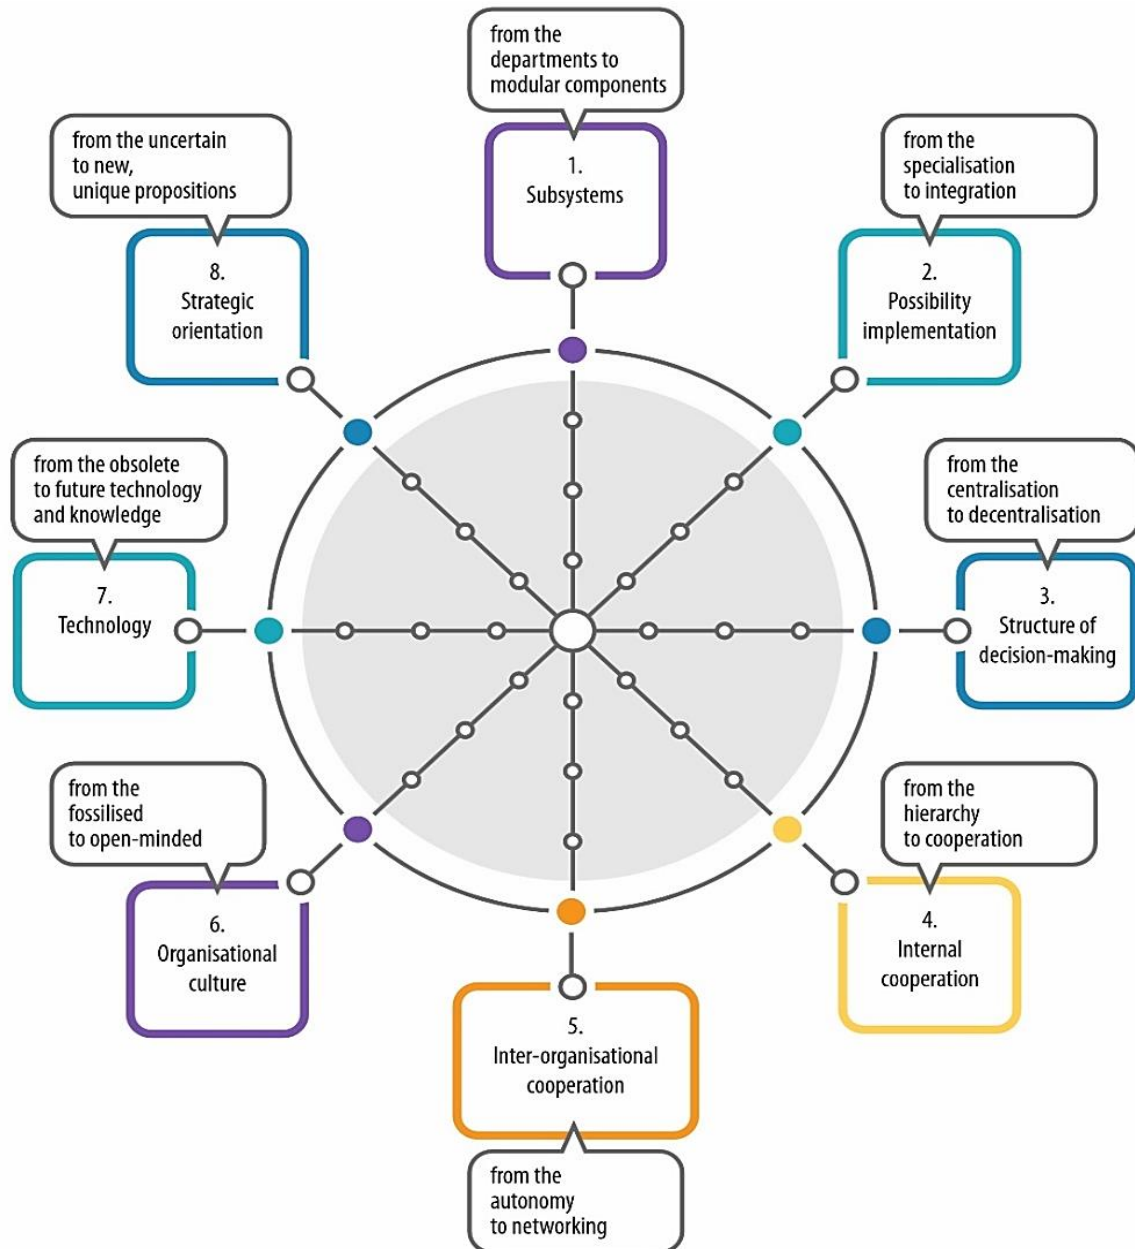 from the
departments to
modular components
1.
Subsystems
from the
specialisation
to integration
2.
Possibility
implementation
from the
centralisation
to decentralisation
3.
Structure of
decision-making
from the
hierarchy
to cooperation
4.
Internal
cooperation
5.
Inter-organisational
cooperation
from the
autonomy
to networking
from the
fossilised
to open-minded
6.
Organisational
culture
from the obsolete
to future technology
and knowledge
7.
Technology
from the uncertain
to new,
unique propositions
8.
Strategic
orientation